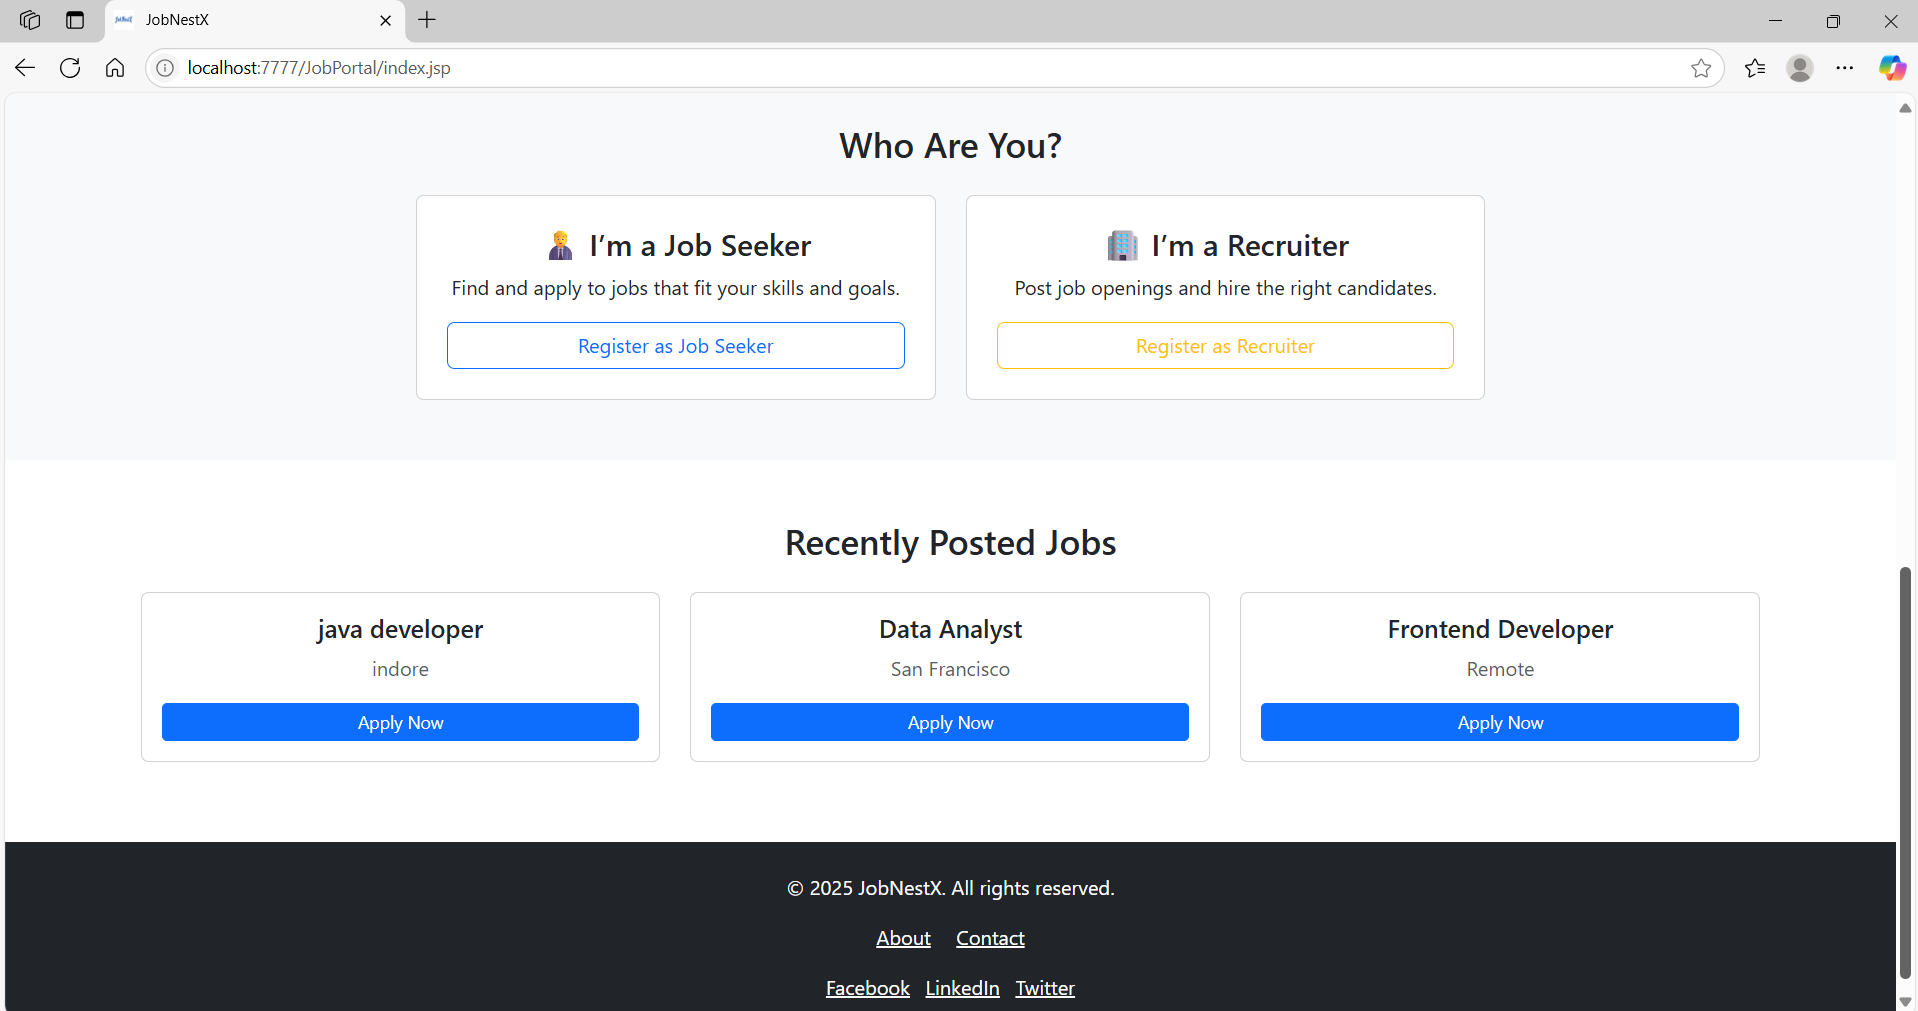 JobNestX
localhost:7777/JobPortal/index.jsp
Who Are You?
I’m a Job Seeker
Find and apply to jobs that fit your skills and goals.
Register as Job Seeker
I’m a Recruiter
Post job openings and hire the right candidates.
Register as Recruiter
Recently Posted Jobs
java developer
indore
Apply Now
Data Analyst
San Francisco
Apply Now
Frontend Developer
Remote
Apply Now
© 2025 JobNestX. All rights reserved.
About Contact
Facebook LinkedIn Twitter